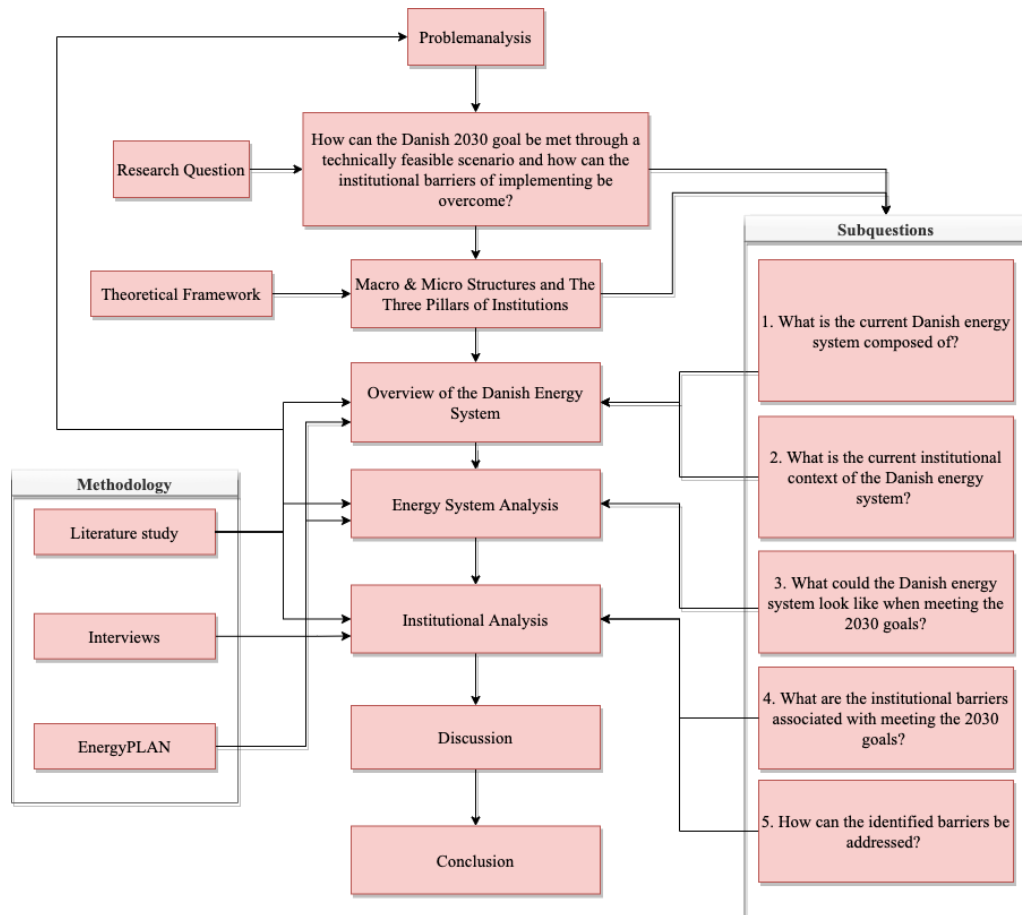 Problemanalysis
How can the Danish 2030 goal be met through a
technically feasible scenario and how can the
institutional barriers of implementing be
overcome?
Research Question
Theoretical Framework
Macro & Micro Structures and The
Three Pillars of Institutions
Overview of the Danish Energy
System
Energy System Analysis
Institutional Analysis
Discussion
Conclusion
Methodology
Literature study
Interviews
EnergyPLAN
Subquestions
1. What is the current Danish energy
system composed of?
2. What is the current institutional
context of the Danish energy
system?
3. What could the Danish energy
system look like when meeting the
2030 goals?
4. What are the institutional barriers
associated with meeting the 2030
goals?
5. How can the identified barriers be
addressed?